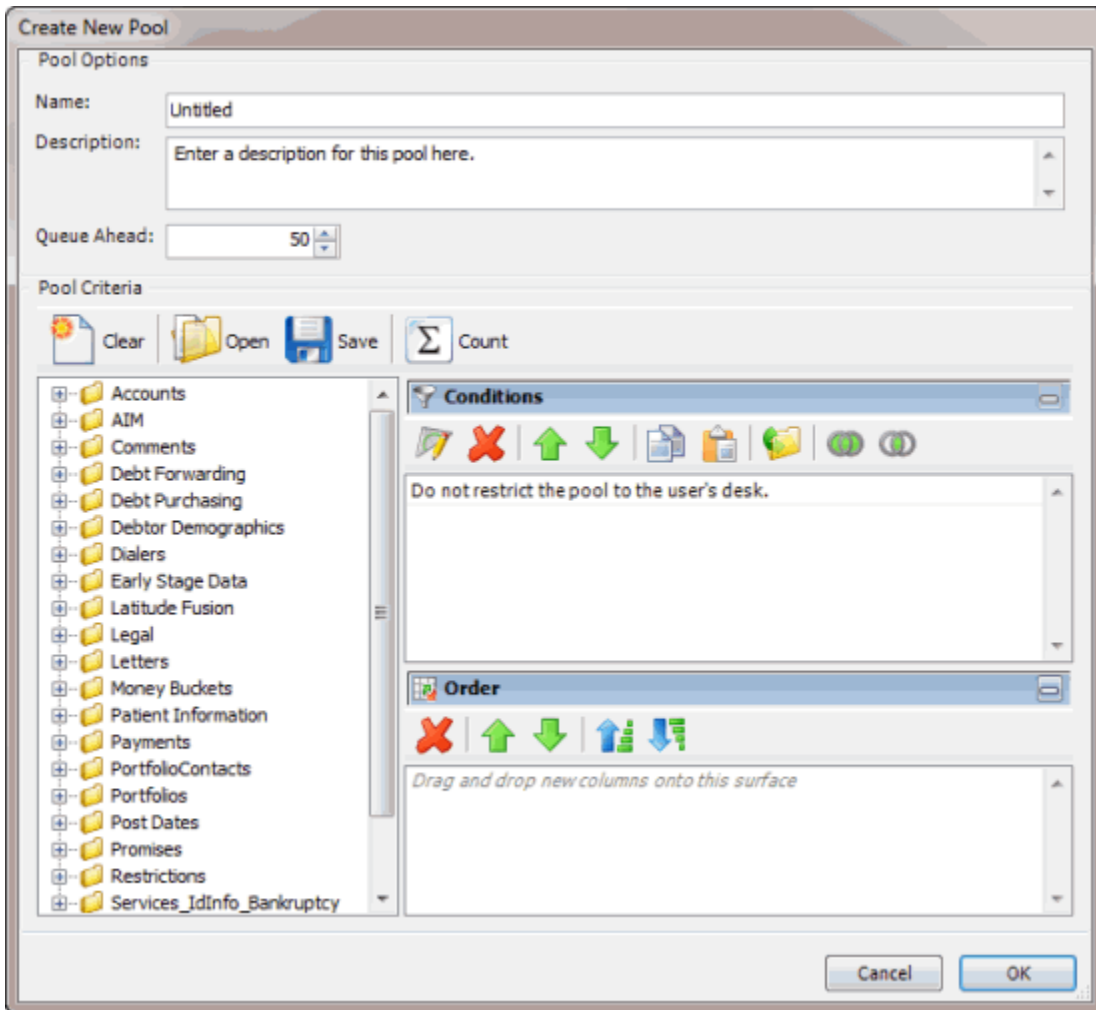 Create New Pool
Pool Options
Name:
Untitled
Description:
Enter a description for this pool here.
Queue Ahead:
50
Pool Criteria
Clear Open Save Σ Count
Accounts
AIM
Comments
Debt Forwarding
Debt Purchasing
Debtor Demographics
Dialers
Early Stage Data
Latitude Fusion
Legal
Letters
Money Buckets
Patient Information
Payments
PortfolioContacts
Portfolios
Post Dates
Promises
Restrictions
Services_IdInfo_Bankruptcy
Conditions
Do not restrict the pool to the user's desk.
Order
Drag and drop new columns onto this surface
Cancel OK